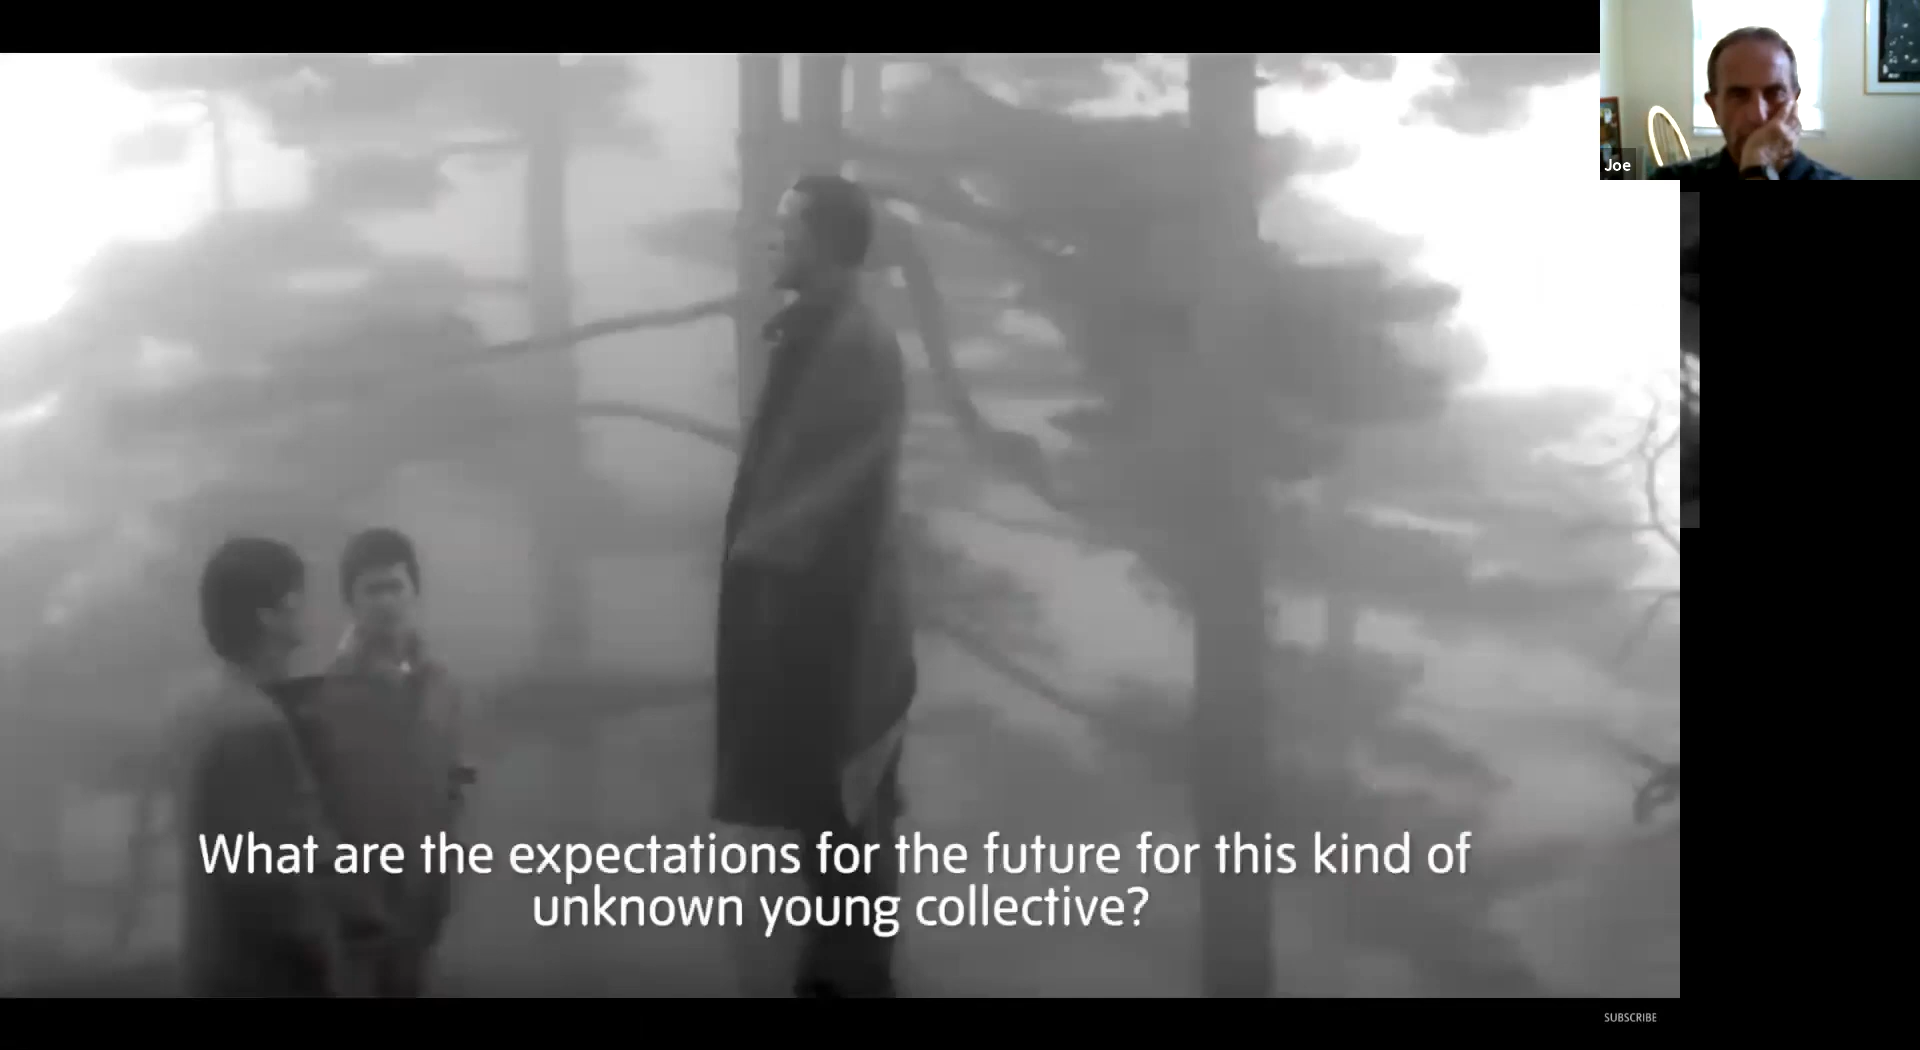 Joe
What are the expectations for the future for this kind of
unknown young collective?
SUBSCRIBE